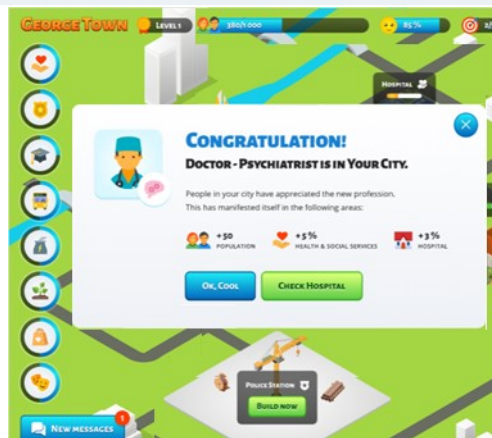 GEORGETOWN
LEVEL 1
380/1 000
85 %
2/
HOSPITAL
CONGRATULATION!
DOCTOR - PSYCHIATRIST IS IN YOUR CITY.
People in your city have appreciated the new profession.
This has manifested itself in the following areas:
+50
POPULATION
+5 %
HEALTH & SOCIAL SERVICES
+3 %
HOSPITAL
OK, COOL
CHECK HOSPITAL
POLICE STATION
BUILD NOW
NEW MESSAGES
1